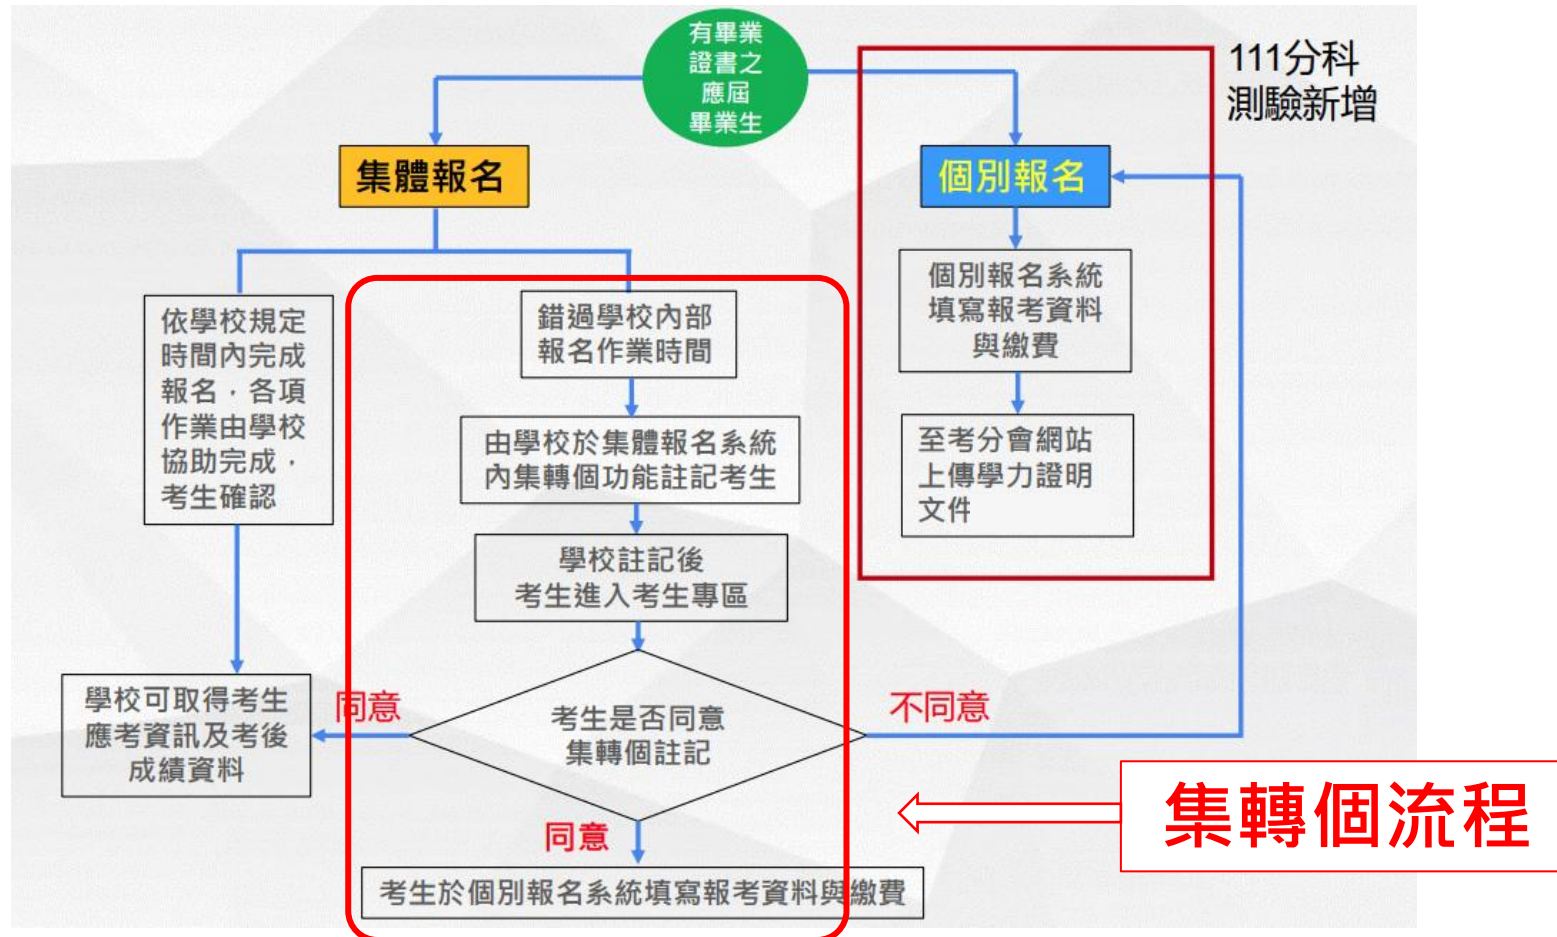 有畢業
證書之
應屆
畢業生
111分科
測驗新增
集體報名
個別報名
依學校規定
時間內完成
報名，各項
作業由學校
協助完成，
考生確認
錯過學校內部
報名作業時間
個別報名系統
填寫報考資料
與繳費
由學校於集體報名系統
內集轉個功能註記考生
至考分會網站
上傳學力證明
文件
學校註記後
考生進入考生專區
學校可取得考生
應考資訊及考後
成績資料
同意
考生是否同意
集轉個註記
不同意
同意
考生於個別報名系統填寫報考資料與繳費
集轉個流程